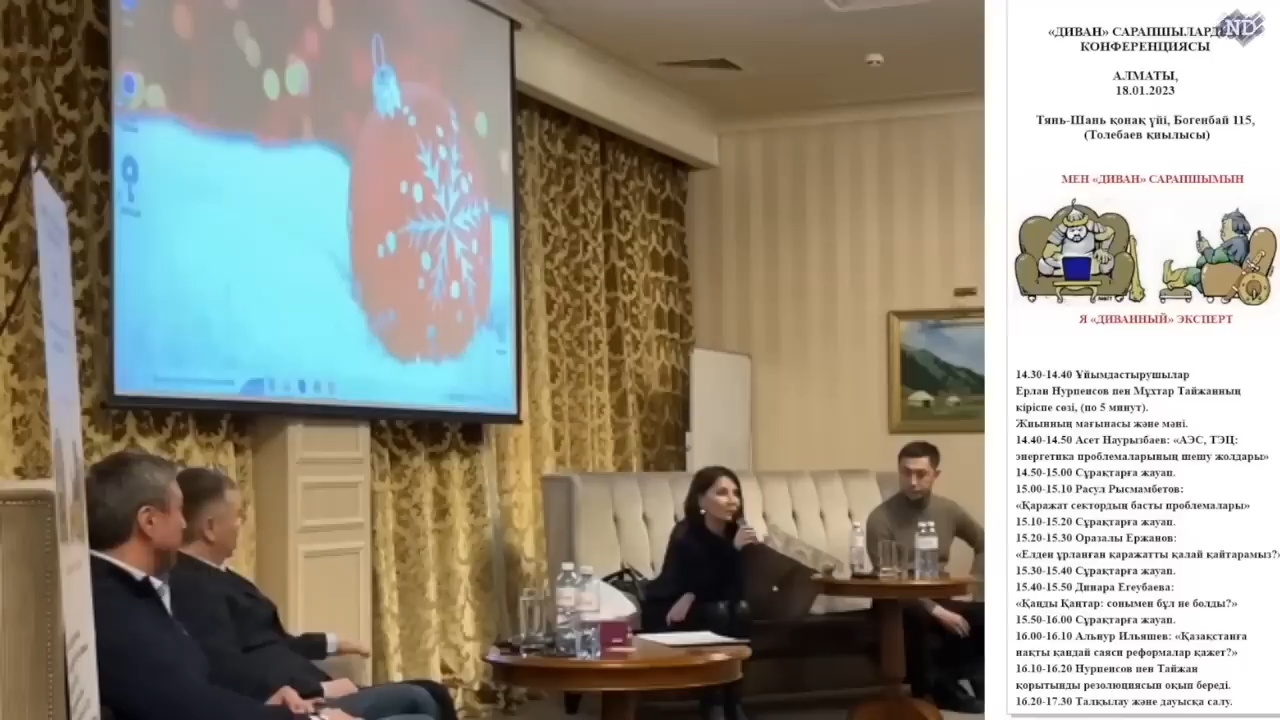 ND
«ДИВАН» САРАПШЫЛАРДЫ
КОНФЕРЕНЦИЯСЫ
АЛМАТЫ,
18.01.2023
Тянь-Шань қонақ үйі, Богенбай 115,
(Толебаев қиылысы)
МЕН «ДИВАН» САРАПШЫМЫН
Я «ДИВАННЫЙ» ЭКСПЕРТ
14.30-14.40 Ұйымдастырушылар
Ерлан Нурпеисов пен Мұхтар Тайжанның
кіріспе сөзі, (по 5 минут).
Жиынның мағынасы және мәні.
14.40-14.50 Асет Наурызбаев: «АЭС, ТЭЦ:
энергетика проблемаларының шешу жолдары»
14.50-15.00 Сұрақтарға жауап.
15.00-15.10 Расул Рысмамбетов:
«Қаражат сектордың басты проблемалары»
15.10-15.20 Сұрақтарға жауап.
15.20-15.30 Оразалы Ержанов:
«Елден ұрланған қаражатты қалай қайтарамыз?»
15.30-15.40 Сұрақтарға жауап.
15.40-15.50 Динара Егеубаева:
«Қанды Қаңтар: сонымен бұл не болды?»
15.50-16.00 Сұрақтарға жауап.
16.00-16.10 Альнур Ильяшев: «Қазақстанға
нақты қандай саяси реформалар қажет?»
16.10-16.20 Нурпеисов пен Тайжан
қорытынды резолюциясын оқып береді.
16.20-17.30 Талқылау және дауысқа салу.